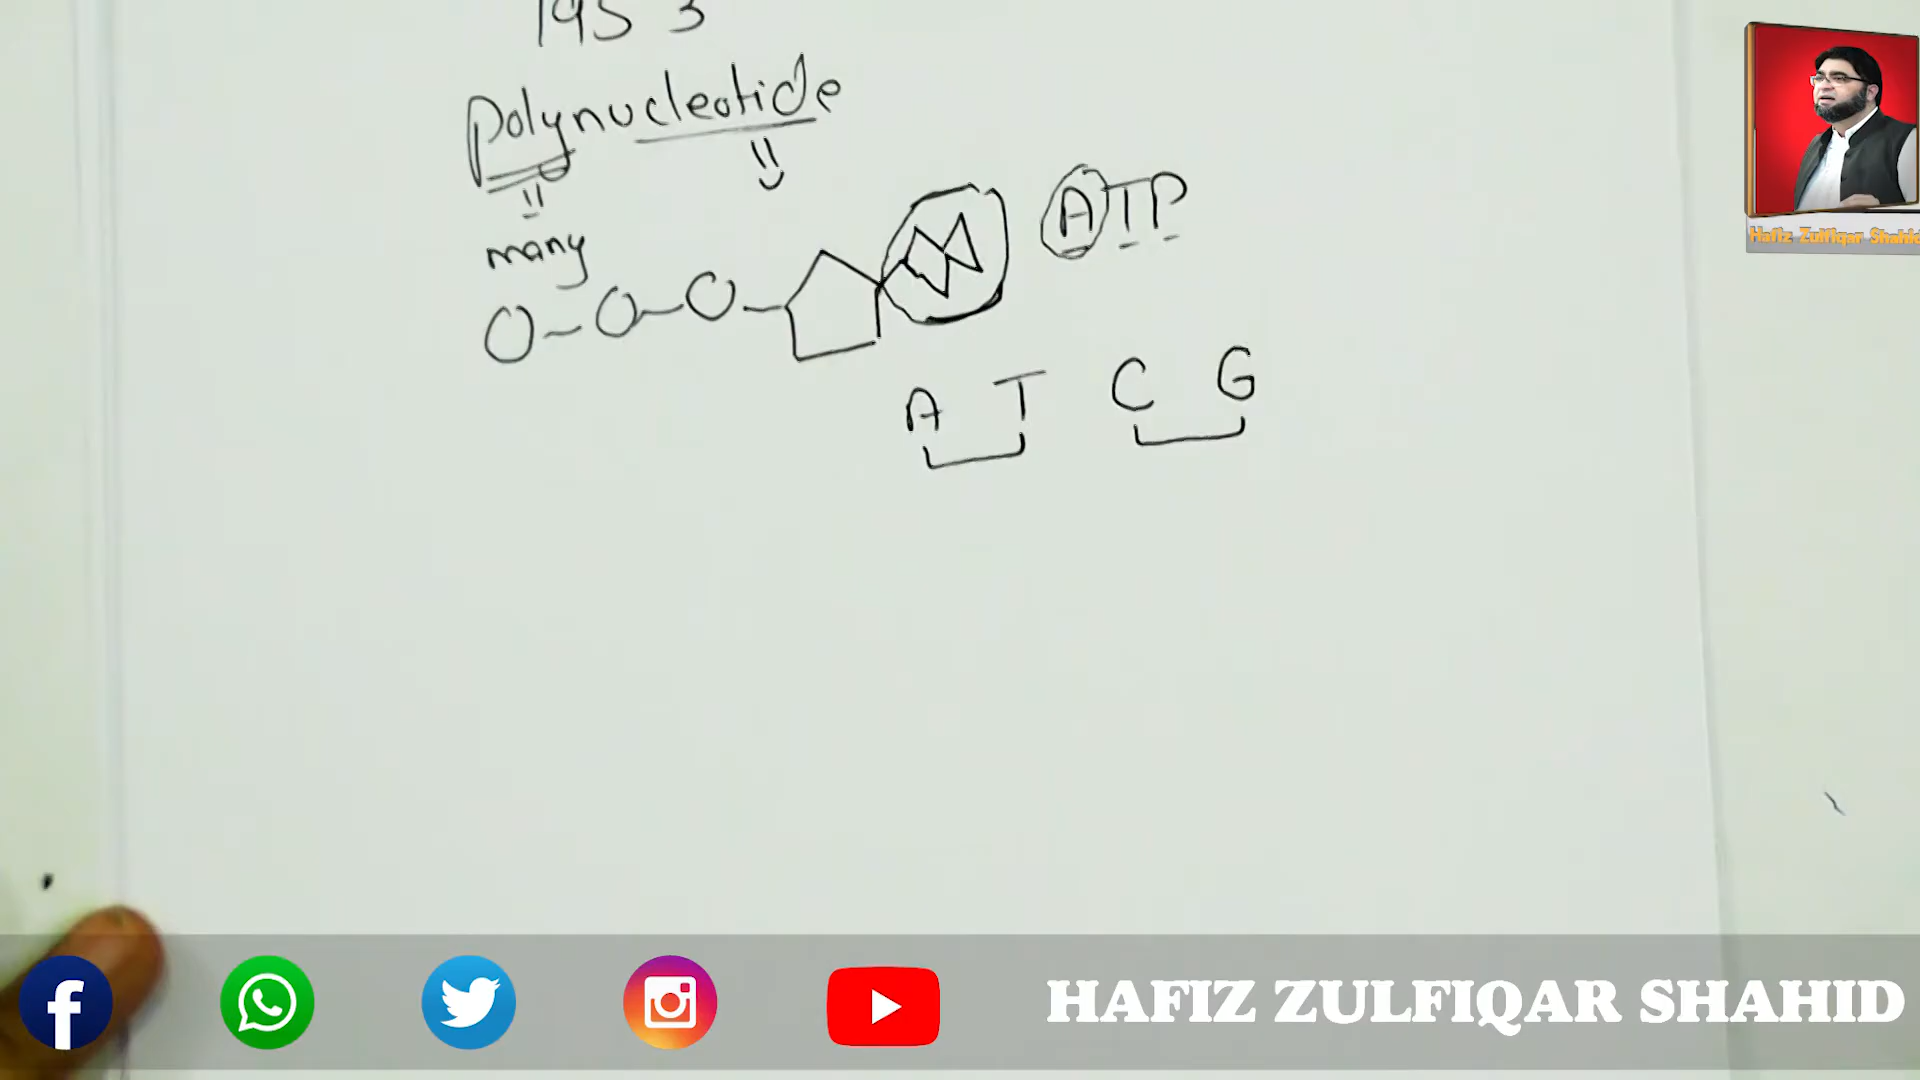 1953
polynucleotide
many
ATP
A T C G
Hafiz Zulfiqar Shahid
HAFIZ ZULFIQAR SHAHID